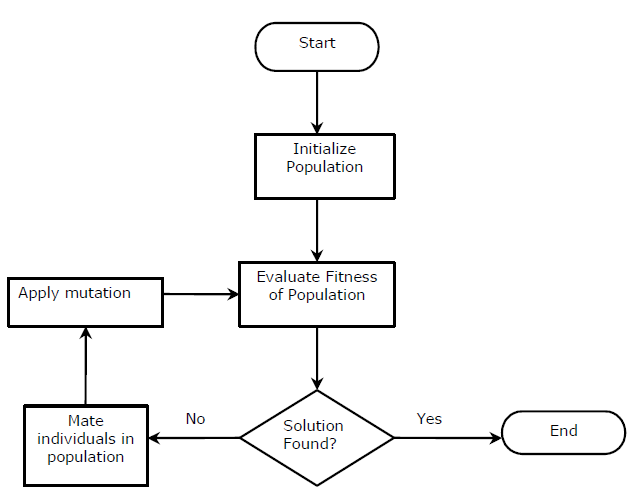 Start
Initialize
Population
Evaluate Fitness
of Population
Apply mutation
Solution
Found?
No
Yes
Mate
individuals in
population
End